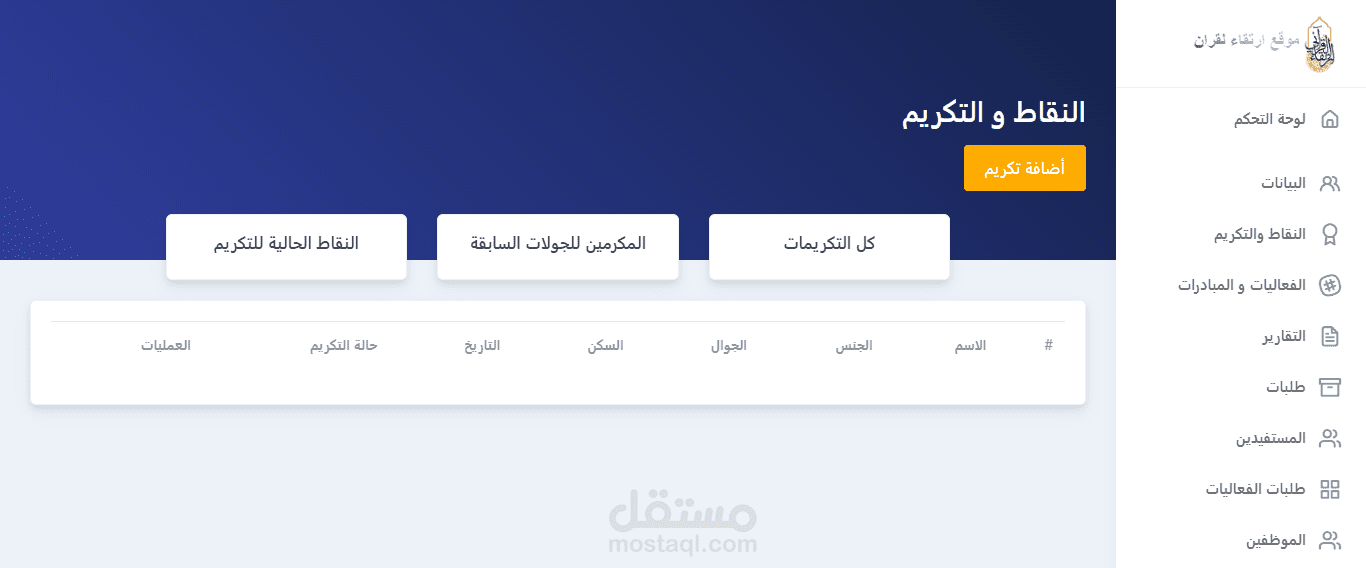 موقع ارتقاء لقران
لوحة التحكم
البيانات
النقاط والتكريم
الفعاليات و المبادرات
التقارير
طلبات
المستفيدين
طلبات الفعاليات
الموظفين
النقاط و التكريم
أضافة تكريم
كل التكريمات
المكرمين للجولات السابقة
النقاط الحالية للتكريم
# الاسم الجنس الجوال السكن التاريخ حالة التكريم العمليات
مستقل
mostaql.com